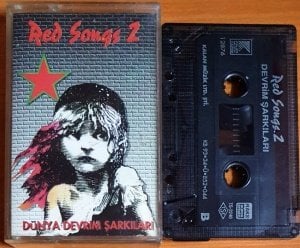 Red Songs 2
DÜNYA DEVRİM ŞARKILARI
Red Songs 2
DEVRİM ŞARKILARI
KALAN MÜZİK LTD. ŞTİ.
B